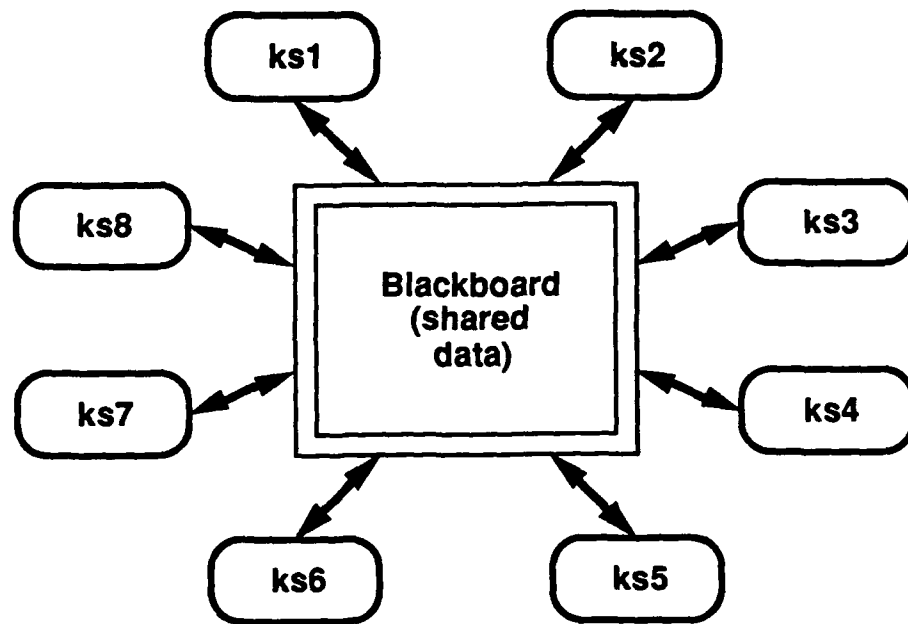 ks1
ks2
ks8
ks3
Blackboard
(shared
data)
ks7
ks4
ks6
ks5